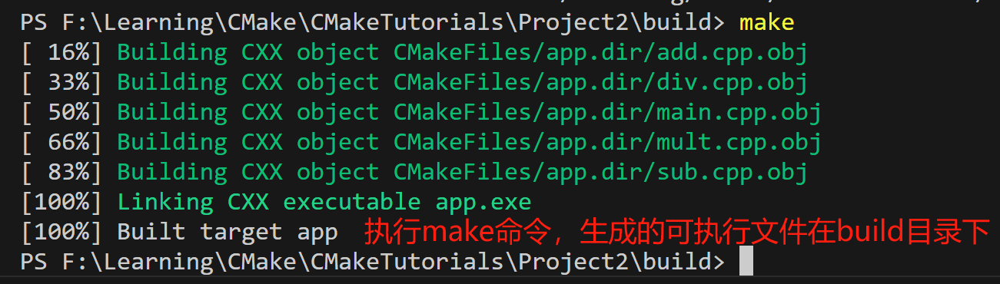 PS F:\Learning\CMake\CMakeTutorials\Project2\build> make
[ 16%] Building CXX object CMakeFiles/app.dir/add.cpp.obj
[ 33%] Building CXX object CMakeFiles/app.dir/div.cpp.obj
[ 50%] Building CXX object CMakeFiles/app.dir/main.cpp.obj
[ 66%] Building CXX object CMakeFiles/app.dir/mult.cpp.obj
[ 83%] Building CXX object CMakeFiles/app.dir/sub.cpp.obj
[100%] Linking CXX executable app.exe
[100%] Built target app 执行make命令，生成的可执行文件在build目录下
PS F:\Learning\CMake\CMakeTutorials\Project2\build>